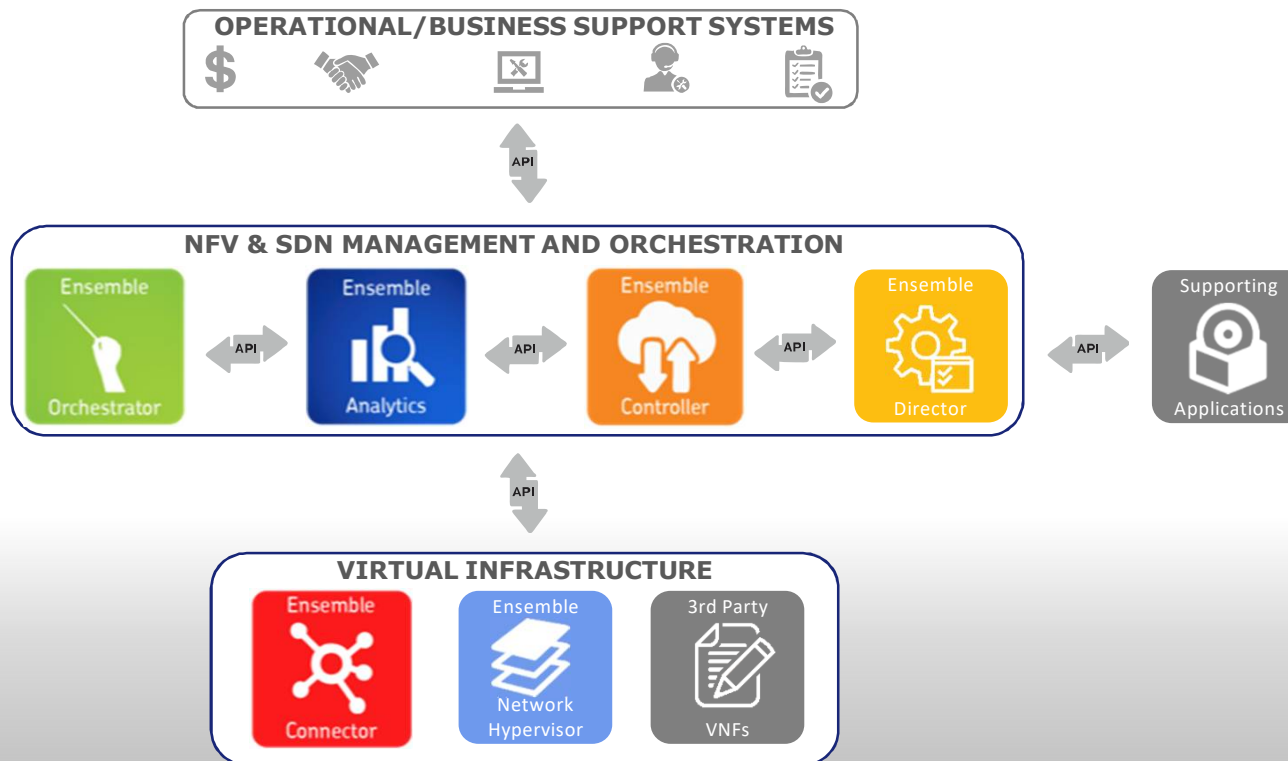 OPERATIONAL/BUSINESS SUPPORT SYSTEMS
API
NFV & SDN MANAGEMENT AND ORCHESTRATION
Ensemble
Orchestrator
API
Ensemble
Analytics
API
Ensemble
Controller
API
Ensemble
Director
API
Supporting
Applications
API
VIRTUAL INFRASTRUCTURE
Ensemble
Connector
Ensemble
Network
Hypervisor
3rd Party
VNFs